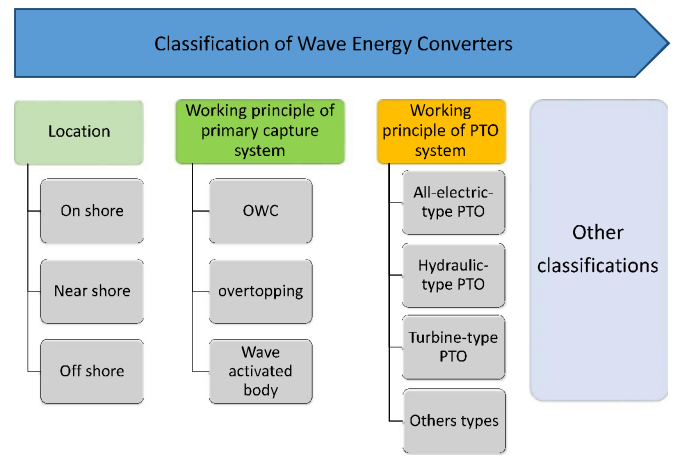 Classification of Wave Energy Converters
Location
On shore
Near shore
Off shore
Working principle of
primary capture
system
OWC
overtopping
Wave
activated
body
Working
principle of PTO
system
All-electric-
type PTO
Hydraulic-
type PTO
Turbine-type
PTO
Others types
Other
classifications